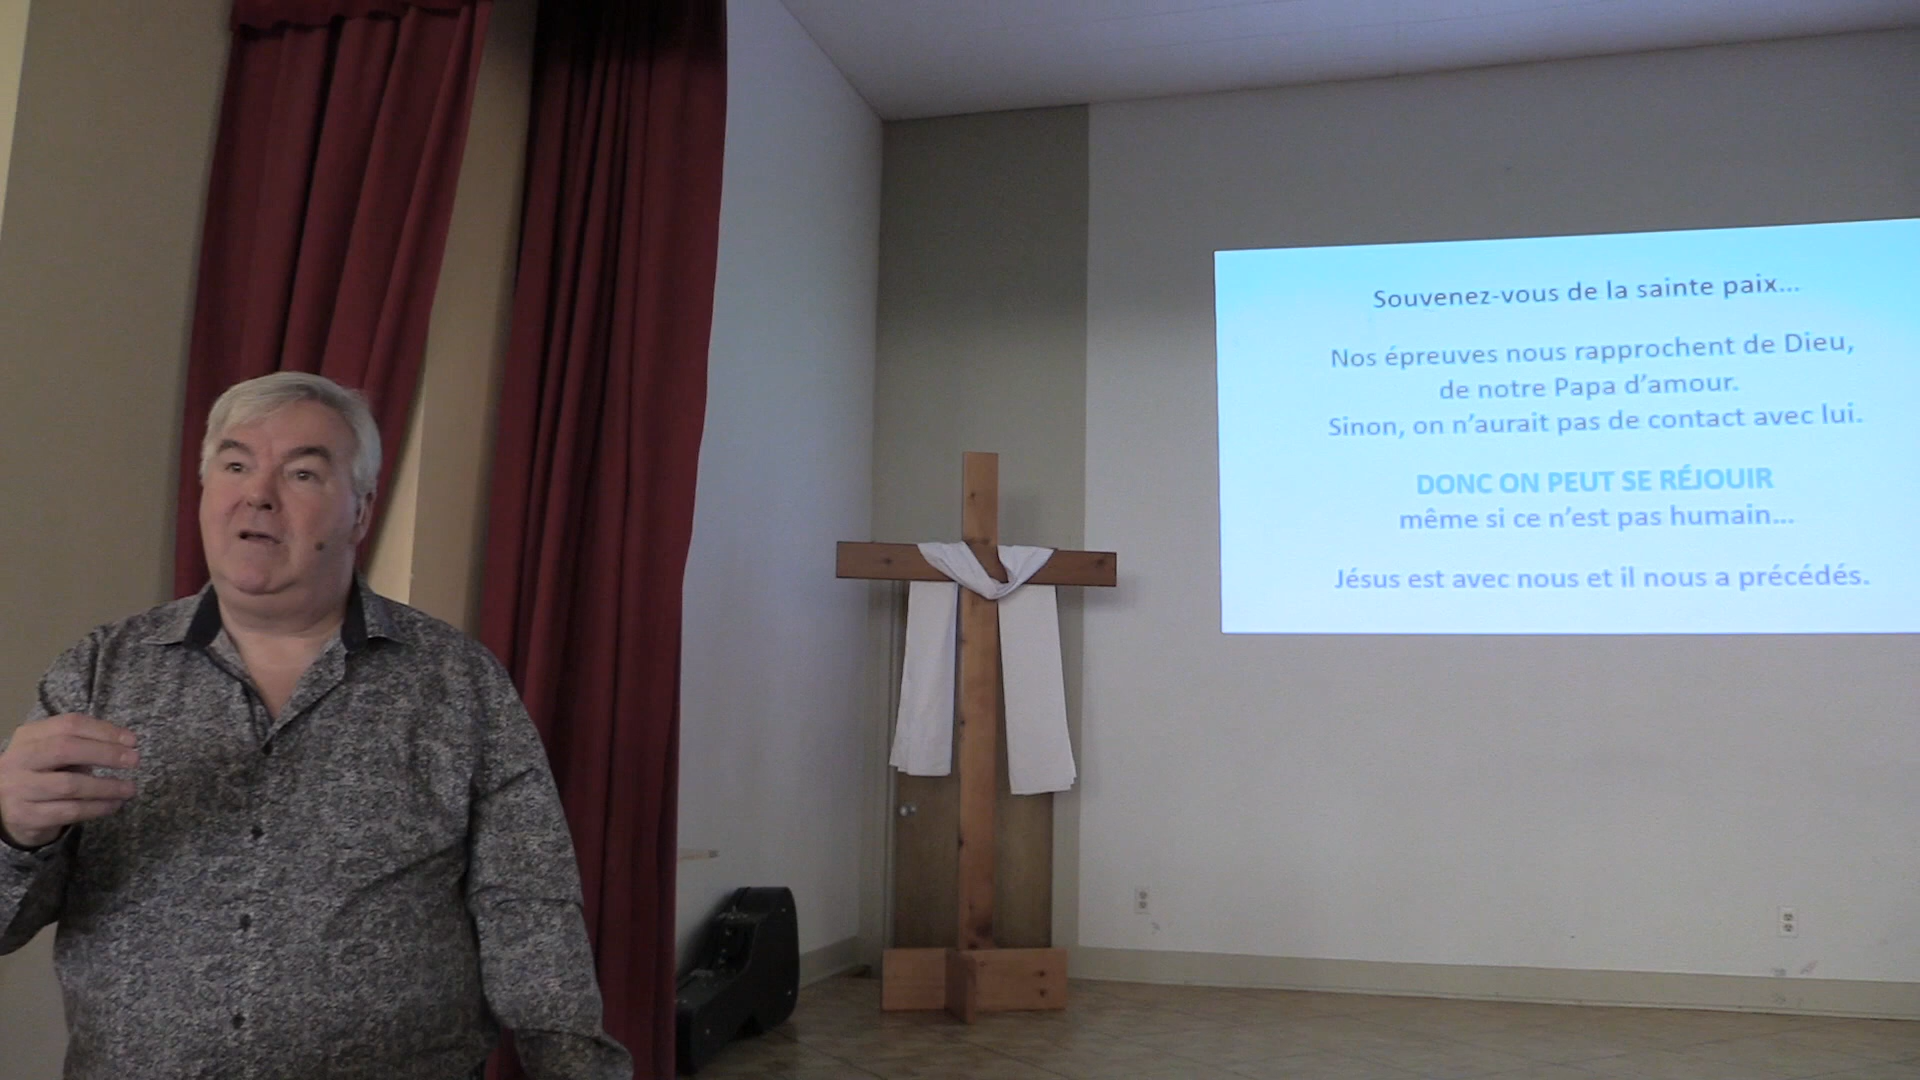 Souvenez-vous de la sainte paix...
Nos épreuves nous rapprochent de Dieu,
de notre Papa d'amour.
Sinon, on n'aurait pas de contact avec lui.
DONC ON PEUT SE RÉJOUIR
même si ce n'est pas humain...
Jésus est avec nous et il nous a précédés.